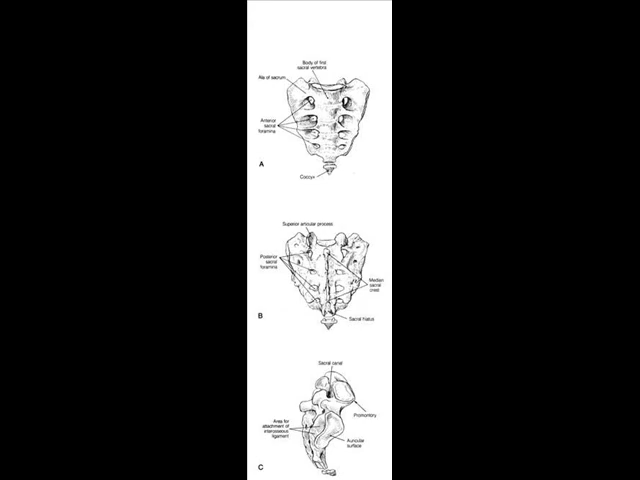 Body of first
sacral vertebra
Ala of sacrum
Anterior
sacral
foramina
A
Coccyx
Superior articular process
Posterior
sacral
foramina
Median
sacral
crest
Sacral hiatus
B
Sacral canal
Promontory
Area for
attachment of
interosseous
ligament
Auricular
surface
C